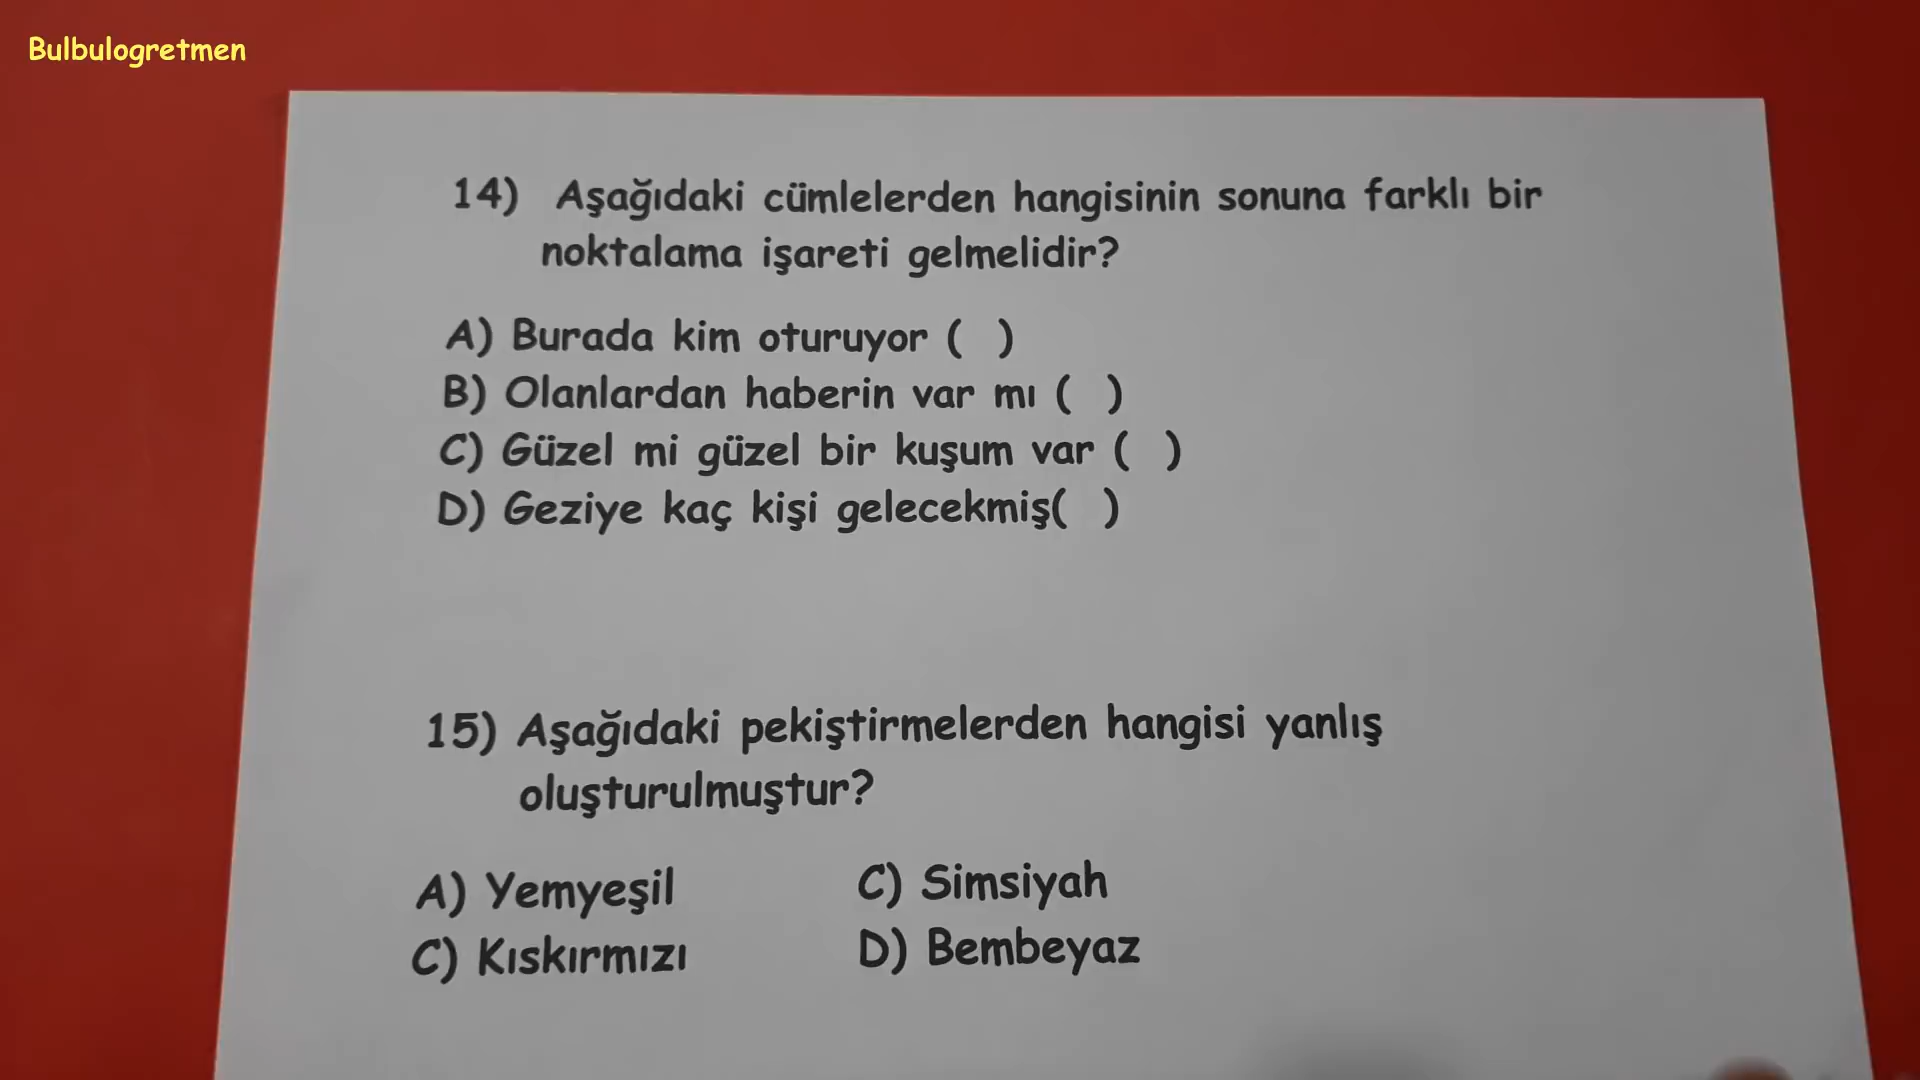 Bulbulogretmen
14) Aşağıdaki cümlelerden hangisinin sonuna farklı bir
noktalama işareti gelmelidir?
A) Burada kim oturuyor ( )
B) Olanlardan haberin var mı ( )
C) Güzel mi güzel bir kuşum var ( )
D) Geziye kaç kişi gelecekmiş( )
15) Aşağıdaki pekiştirmelerden hangisi yanlış
oluşturulmuştur?
A) Yemyeşil C) Simsiyah
C) Kıskırmızı D) Bembeyaz